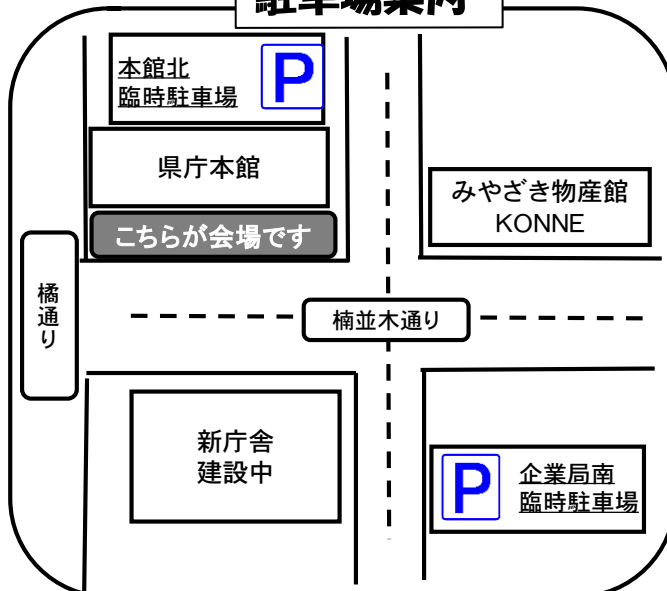 駐車場案内
本館北
臨時駐車場
P
県庁本館
こちらが会場です
みやざき物産館
KONNE
橘通り
楠並木通り
新庁舎
建設中
P
企業局南
臨時駐車場